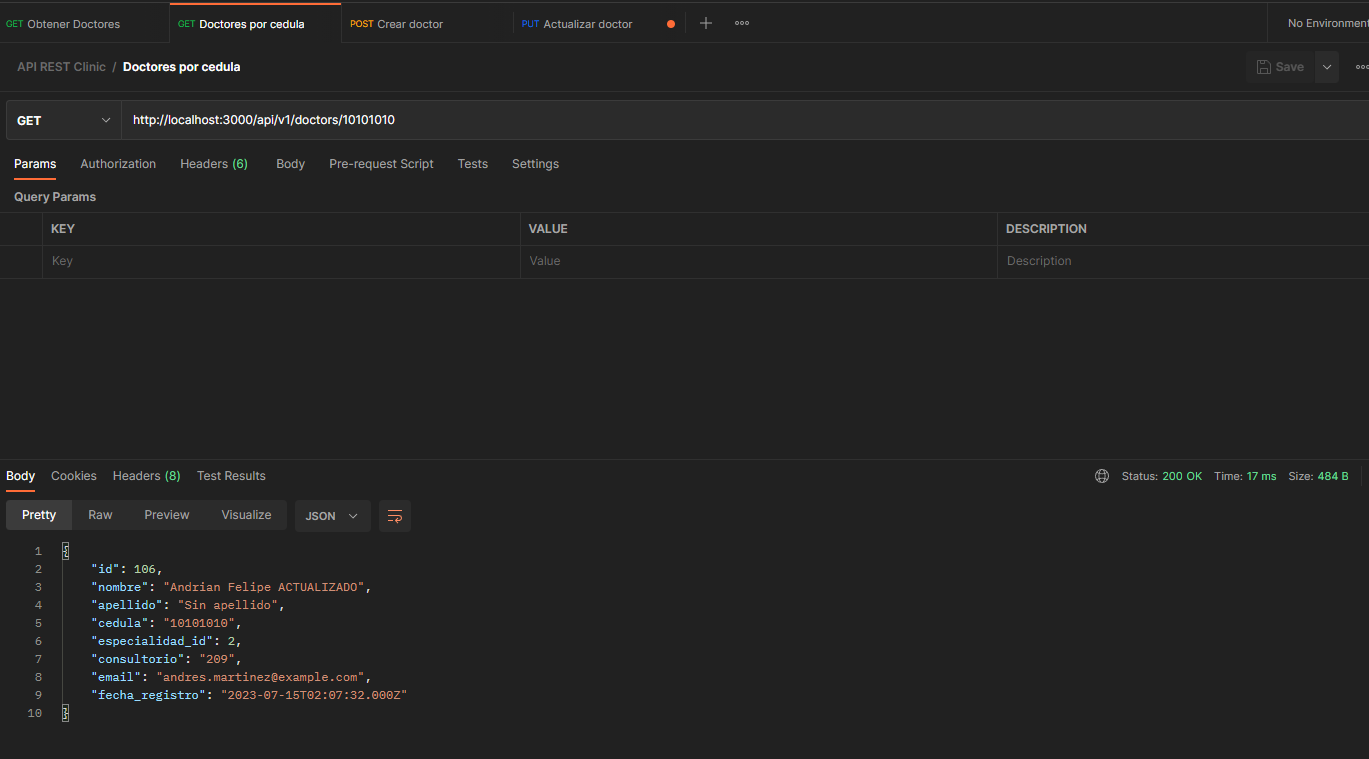 GET Obtener Doctores GET Doctores por cedula POST Crear doctor PUT Actualizar doctor No Environment
API REST Clinic / Doctores por cedula Save
GET http://localhost:3000/api/v1/doctors/10101010
Params Authorization Headers (6) Body Pre-request Script Tests Settings
Query Params
KEY VALUE DESCRIPTION
Key Value Description
Body Cookies Headers (8) Test Results Status: 200 OK Time: 17 ms Size: 484 B
Pretty Raw Preview Visualize JSON
1 {
2 "id": 106,
3 "nombre": "Andrian Felipe ACTUALIZADO",
4 "apellido": "Sin apellido",
5 "cedula": "10101010",
6 "especialidad_id": 2,
7 "consultorio": "209",
8 "email": "andres.martinez@example.com",
9 "fecha_registro": "2023-07-15T02:07:32.000Z"
10 }